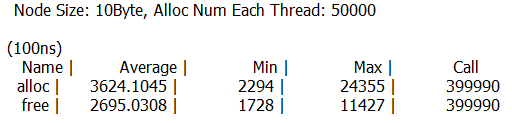 Node Size: 10Byte, Alloc Num Each Thread: 50000
(100ns)
Name | Average | Min | Max | Call
alloc | 3624.1045 | 2294 | 24355 | 399990
free | 2695.0308 | 1728 | 11427 | 399990